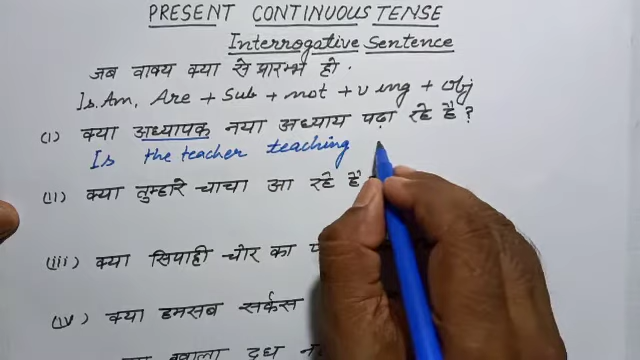 PRESENT CONTINUOUS TENSE
Interrogative Sentence
जब वाक्य क्या से प्रारम्भ हो .
Is, Am, Are + Sub + not + v ing + Obj
(i) क्या अध्यापक नया अध्याय पढ़ा रहे है ?
Is the teacher teaching
(ii) क्या तुम्हारे चाचा आ रहे है
(iii) क्या सिपाही चोर का
(iv) क्या हमसब सर्कस
दूध